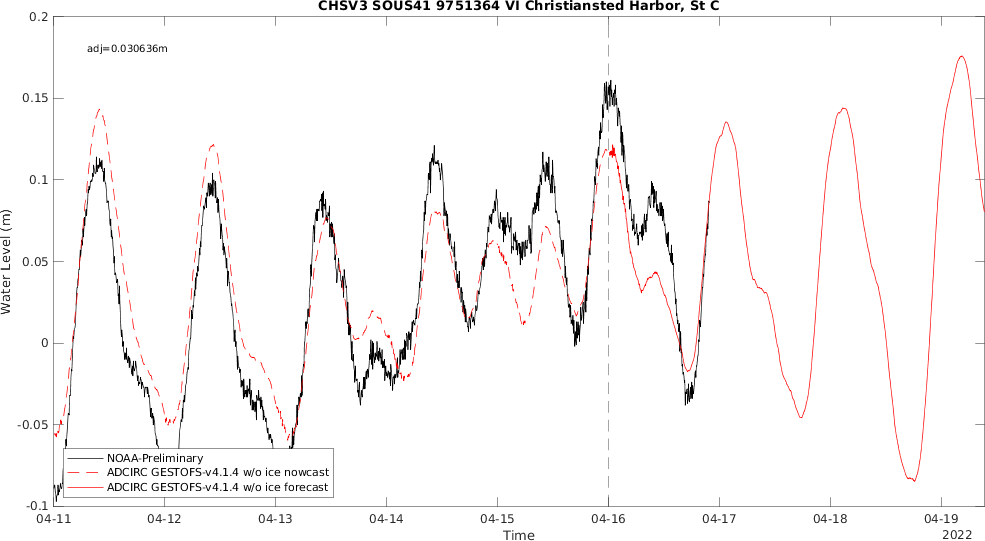 CHSV3 SOUS41 9751364 VI Christiansted Harbor, St C
adj=0.030636m
0.2
0.15
0.1
0.05
0
-0.05
-0.1
Water Level (m)
NOAA-Preliminary
ADCIRC GESTOFS-v4.1.4 w/o ice nowcast
ADCIRC GESTOFS-v4.1.4 w/o ice forecast
04-11 04-12 04-13 04-14 04-15 04-16 04-17 04-18 04-19
Time
2022